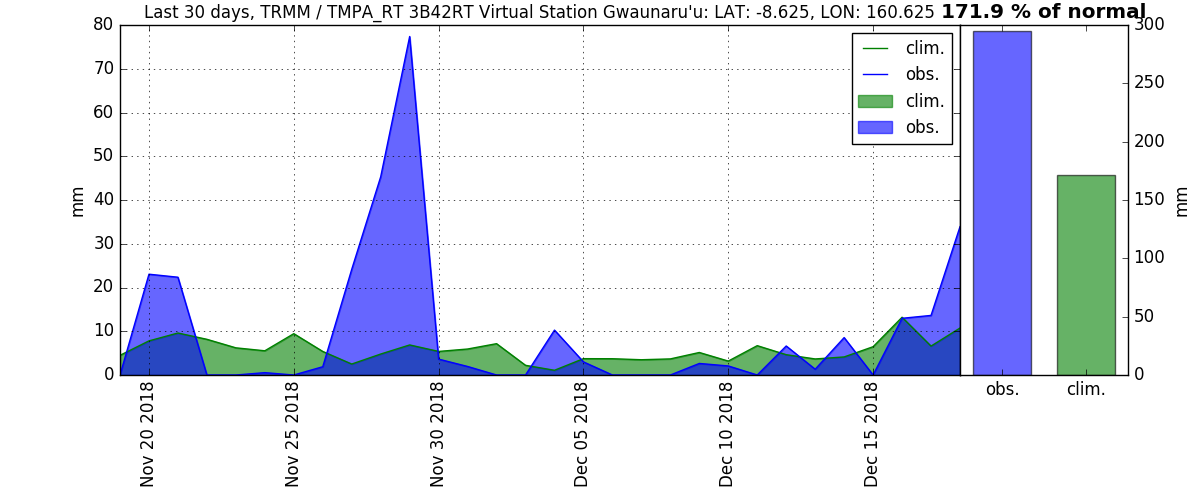 Last 30 days, TRMM / TMPA_RT 3B42RT Virtual Station Gwaunaru'u: LAT: -8.625, LON: 160.625 171.9 % of normal
80
70
60
50
40
30
20
10
0
mm
clim.
obs.
clim.
obs.
Nov 20 2018
Nov 25 2018
Nov 30 2018
Dec 05 2018
Dec 10 2018
Dec 15 2018
300
250
200
150
100
50
0
mm
obs.
clim.